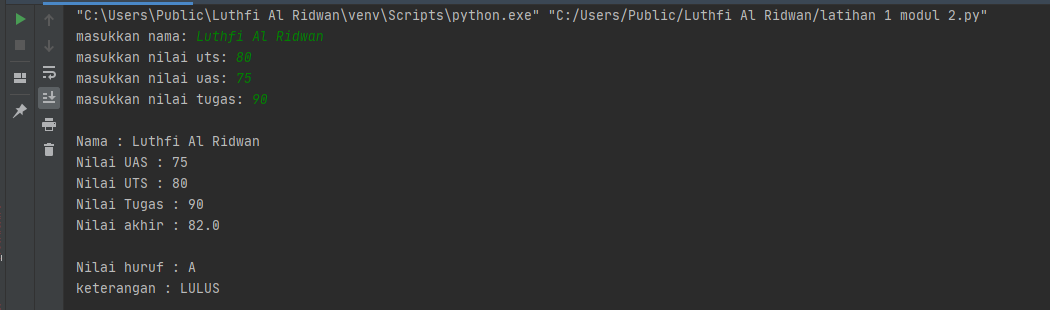 "C:\Users\Public\Luthfi Al Ridwan\venv\Scripts\python.exe" "C:/Users/Public/Luthfi Al Ridwan/latihan 1 modul 2.py"
masukkan nama: Luthfi Al Ridwan
masukkan nilai uts: 80
masukkan nilai uas: 75
masukkan nilai tugas: 90
Nama : Luthfi Al Ridwan
Nilai UAS : 75
Nilai UTS : 80
Nilai Tugas : 90
Nilai akhir : 82.0
Nilai huruf : A
keterangan : LULUS